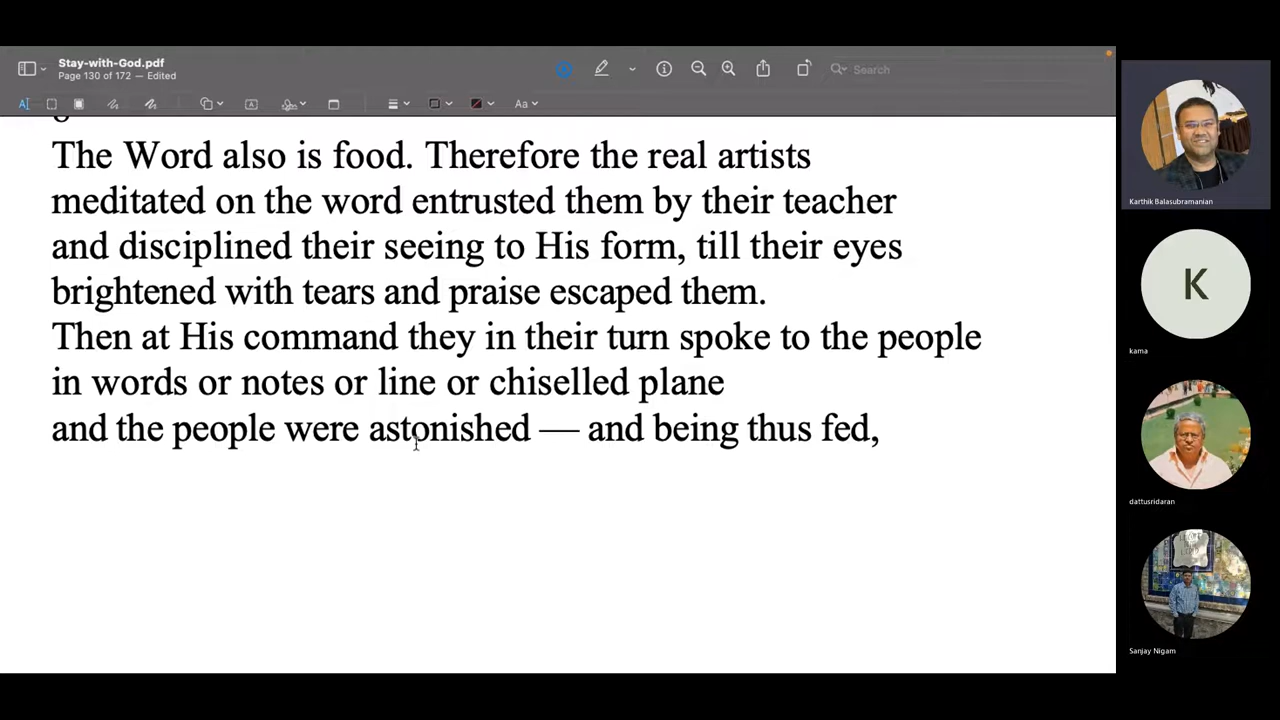 Stay-with-God.pdf
Page 130 of 172 — Edited
Search
Aa
The Word also is food. Therefore the real artists
meditated on the word entrusted them by their teacher
and disciplined their seeing to His form, till their eyes
brightened with tears and praise escaped them.
Then at His command they in their turn spoke to the people
in words or notes or line or chiselled plane
and the people were astonished — and being thus fed,
Karthik Balasubramanian
K
kama
dattusridaran
Sanjay Nigam